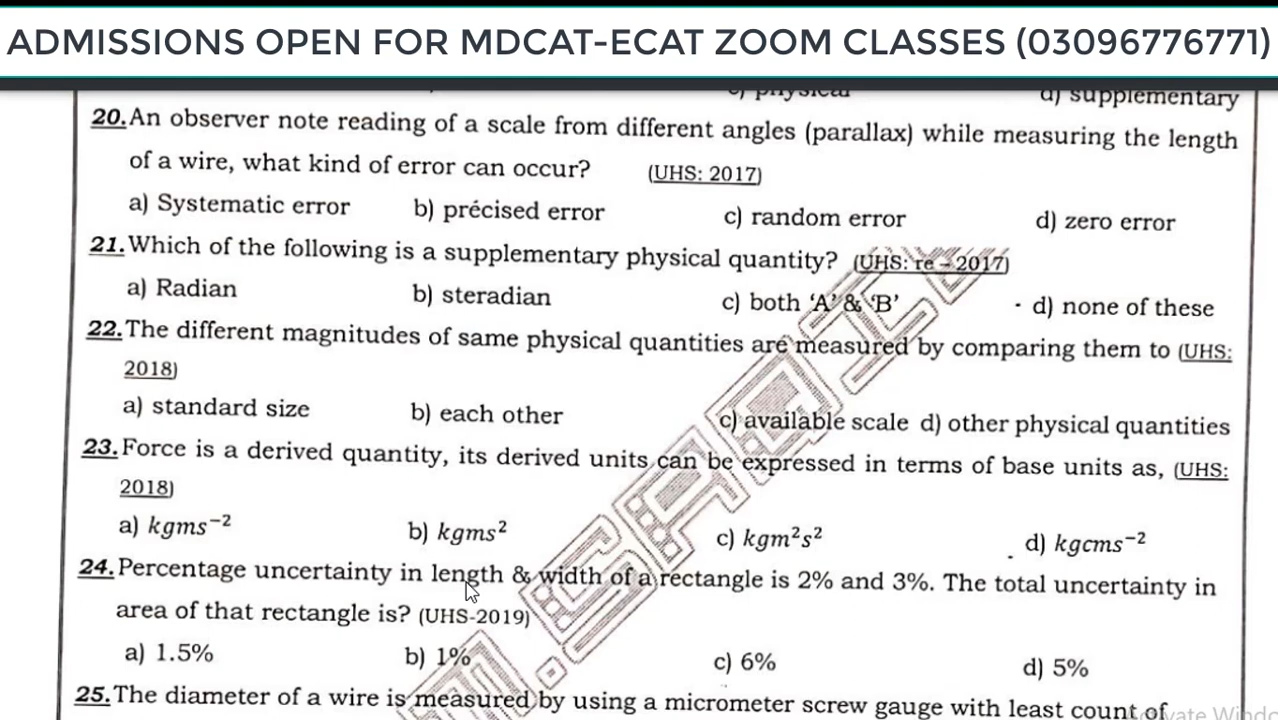 ADMISSIONS OPEN FOR MDCAT-ECAT ZOOM CLASSES (03096776771)
c) physical d) supplementary
20. An observer note reading of a scale from different angles (parallax) while measuring the length
of a wire, what kind of error can occur? (UHS: 2017)
a) Systematic error b) précised error c) random error d) zero error
21. Which of the following is a supplementary physical quantity? (UHS: re – 2017)
a) Radian b) steradian c) both ‘A’ & ‘B’ d) none of these
22. The different magnitudes of same physical quantities are measured by comparing them to (UHS:
2018)
a) standard size b) each other c) available scale d) other physical quantities
23. Force is a derived quantity, its derived units can be expressed in terms of base units as, (UHS:
2018)
a) kgms⁻² b) kgms² c) kgm²s² d) kgcms⁻²
24. Percentage uncertainty in length & width of a rectangle is 2% and 3%. The total uncertainty in
area of that rectangle is? (UHS-2019)
a) 1.5% b) 1% c) 6% d) 5%
25. The diameter of a wire is measured by using a micrometer screw gauge with least count of